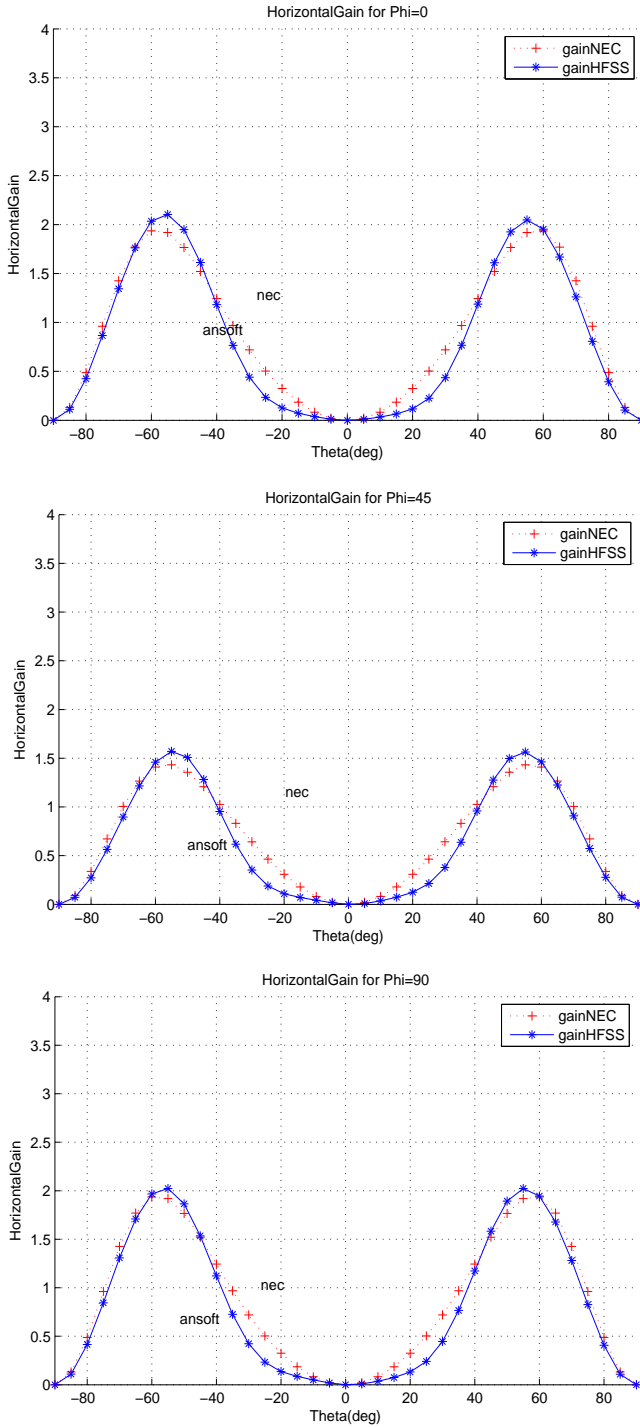 HorizontalGain for Phi=0
4
3.5
3
2.5
2
1.5
1
0.5
0
HorizontalGain
gainNEC
gainHFSS
nec
ansoft
−80 −60 −40 −20 0 20 40 60 80
Theta(deg)
HorizontalGain for Phi=45
4
3.5
3
2.5
2
1.5
1
0.5
0
HorizontalGain
gainNEC
gainHFSS
nec
ansoft
−80 −60 −40 −20 0 20 40 60 80
Theta(deg)
HorizontalGain for Phi=90
4
3.5
3
2.5
2
1.5
1
0.5
0
HorizontalGain
gainNEC
gainHFSS
nec
ansoft
−80 −60 −40 −20 0 20 40 60 80
Theta(deg)